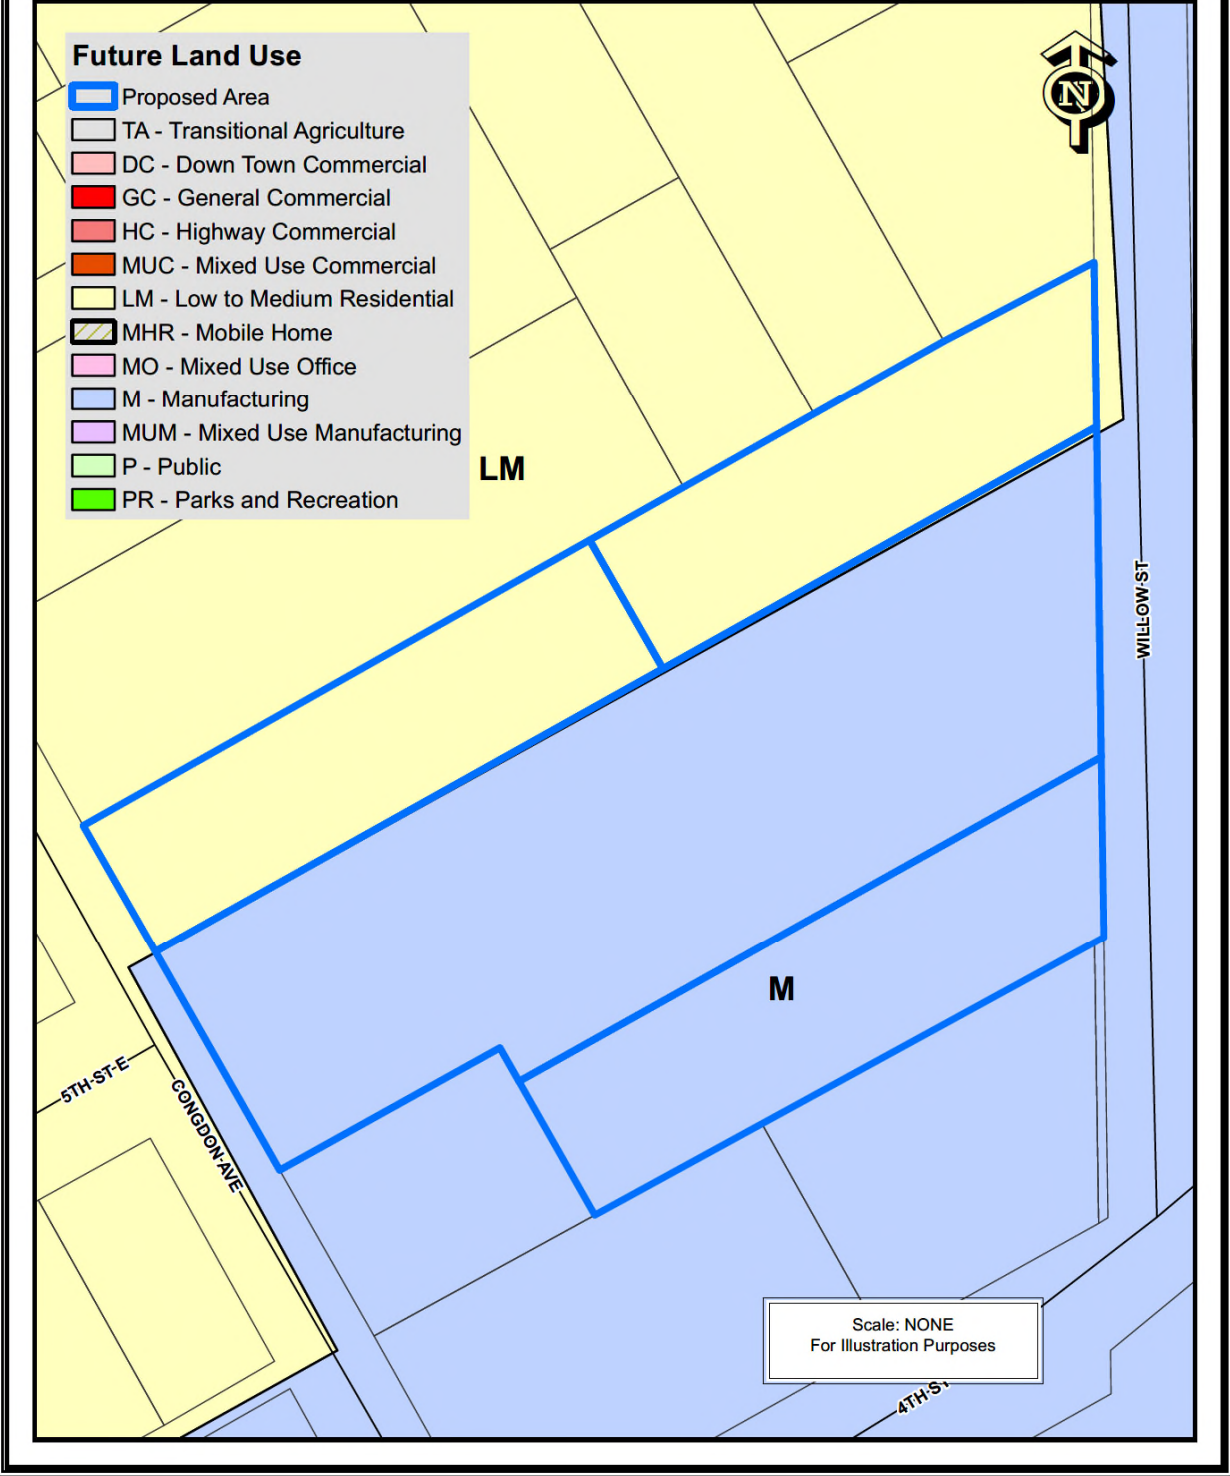 Future Land Use
Proposed Area
TA - Transitional Agriculture
DC - Down Town Commercial
GC - General Commercial
HC - Highway Commercial
MUC - Mixed Use Commercial
LM - Low to Medium Residential
MHR - Mobile Home
MO - Mixed Use Office
M - Manufacturing
MUM - Mixed Use Manufacturing
P - Public
PR - Parks and Recreation
N
LM
WILLOW ST
M
5TH ST E
CONGDON AVE
Scale: NONE
For Illustration Purposes
4TH ST